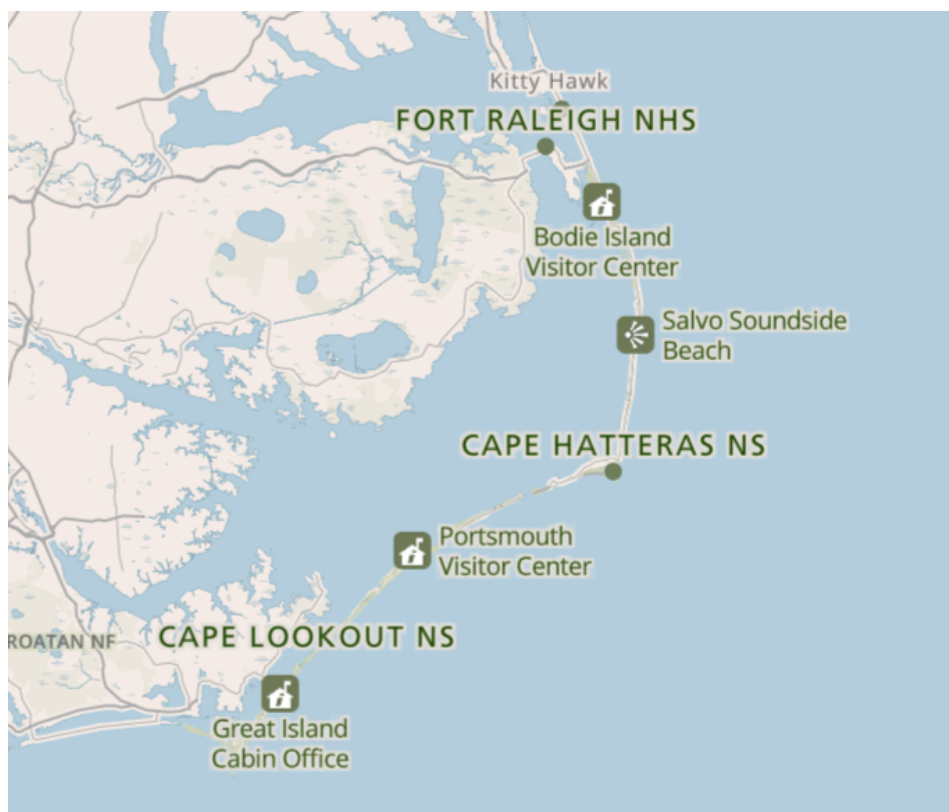 Kitty Hawk
FORT RALEIGH NHS
Bodie Island
Visitor Center
Salvo Soundside
Beach
CAPE HATTERAS NS
Portsmouth
Visitor Center
ROATAN NF
CAPE LOOKOUT NS
Great Island
Cabin Office